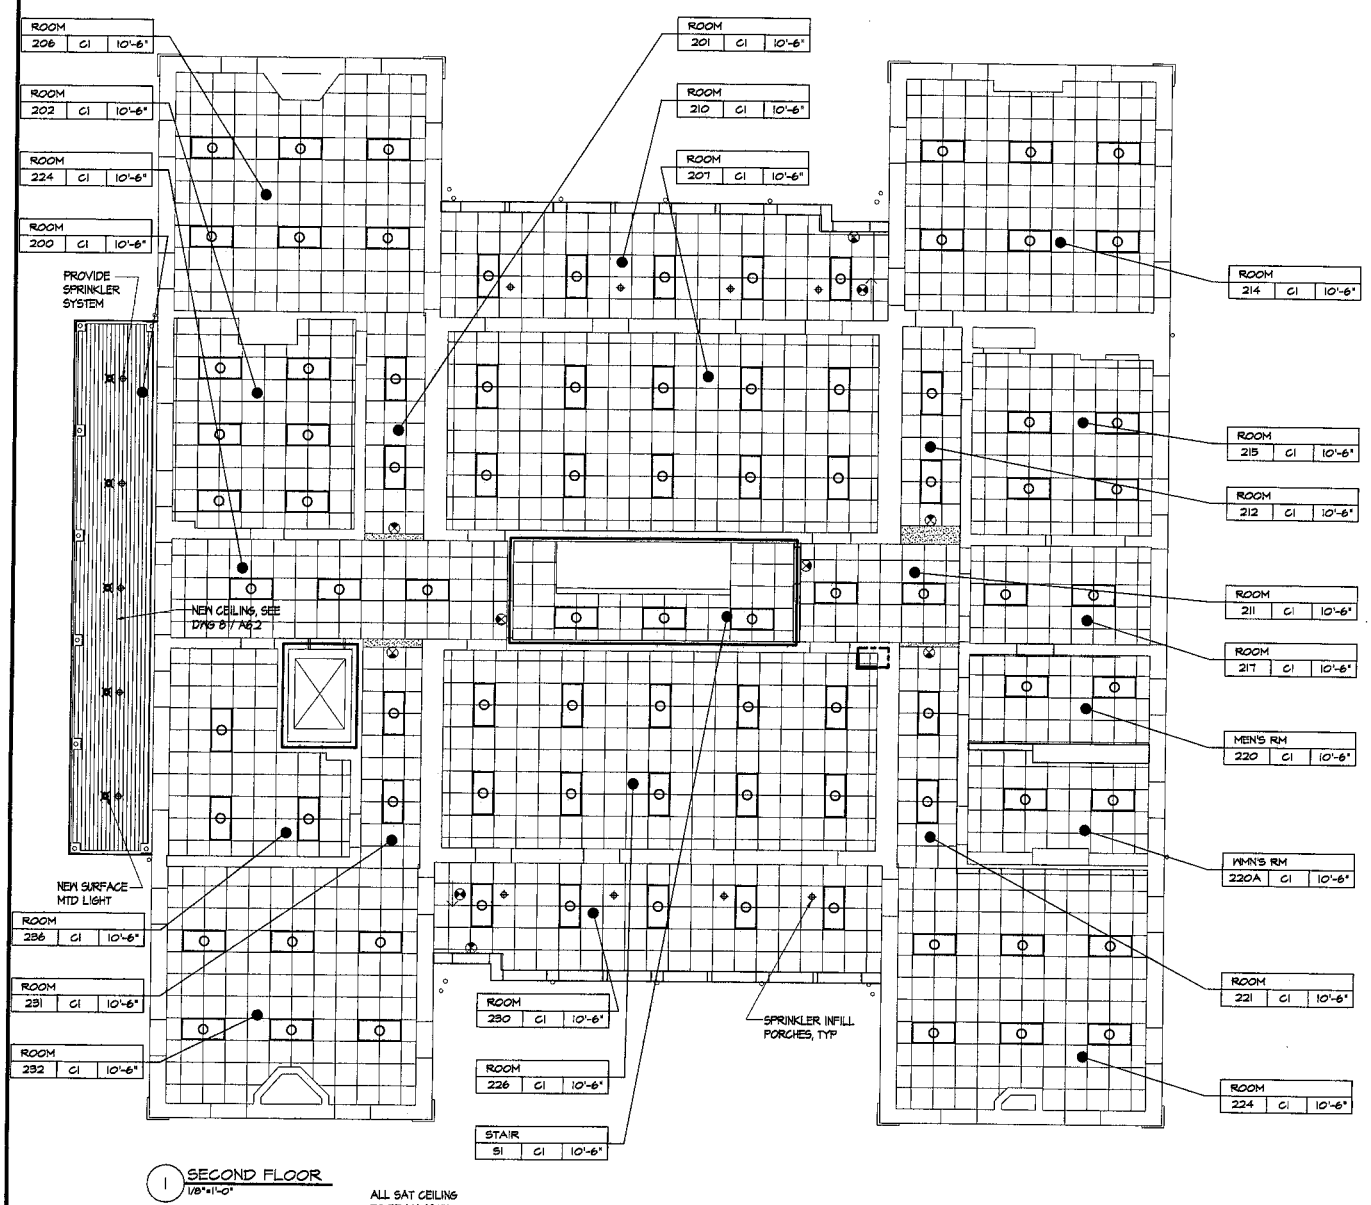 ROOM
206 C1 10'-6"
ROOM
202 C1 10'-6"
ROOM
224 C1 10'-6"
ROOM
200 C1 10'-6"
PROVIDE
SPRINKLER
SYSTEM
ROOM
201 C1 10'-6"
ROOM
210 C1 10'-6"
ROOM
207 C1 10'-6"
ROOM
214 C1 10'-6"
ROOM
215 C1 10'-6"
ROOM
212 C1 10'-6"
ROOM
211 C1 10'-6"
ROOM
217 C1 10'-6"
MEN'S RM
220 C1 10'-6"
WMN'S RM
220A C1 10'-6"
ROOM
221 C1 10'-6"
ROOM
224 C1 10'-6"
NEW CEILING, SEE
DWG 8 / A6.2
NEW SURFACE
MTD LIGHT
ROOM
236 C1 10'-6"
ROOM
231 C1 10'-6"
ROOM
232 C1 10'-6"
ROOM
230 C1 10'-6"
ROOM
226 C1 10'-6"
STAIR
S1 C1 10'-6"
SPRINKLER INFILL
PORCHES, TYP
1 SECOND FLOOR
1/8"=1'-0"
ALL SAT CEILING